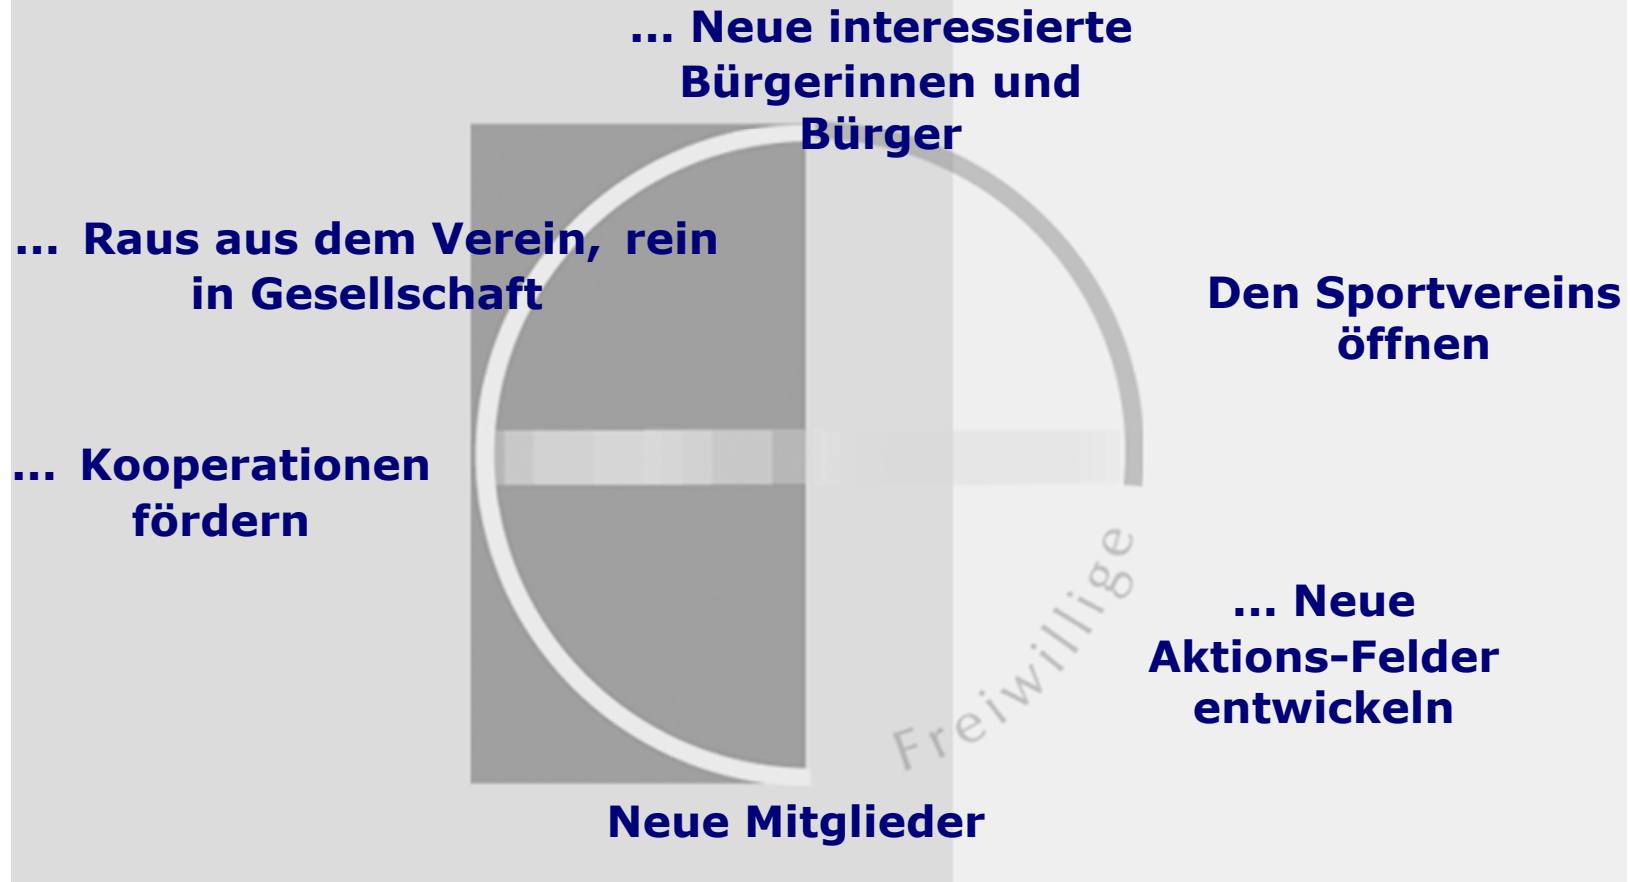 ... Neue interessierte
Bürgerinnen und
Bürger
... Raus aus dem Verein, rein
in Gesellschaft
Den Sportvereins
öffnen
... Kooperationen
fördern
... Neue
Aktions-Felder
entwickeln
Freiwillige
Neue Mitglieder